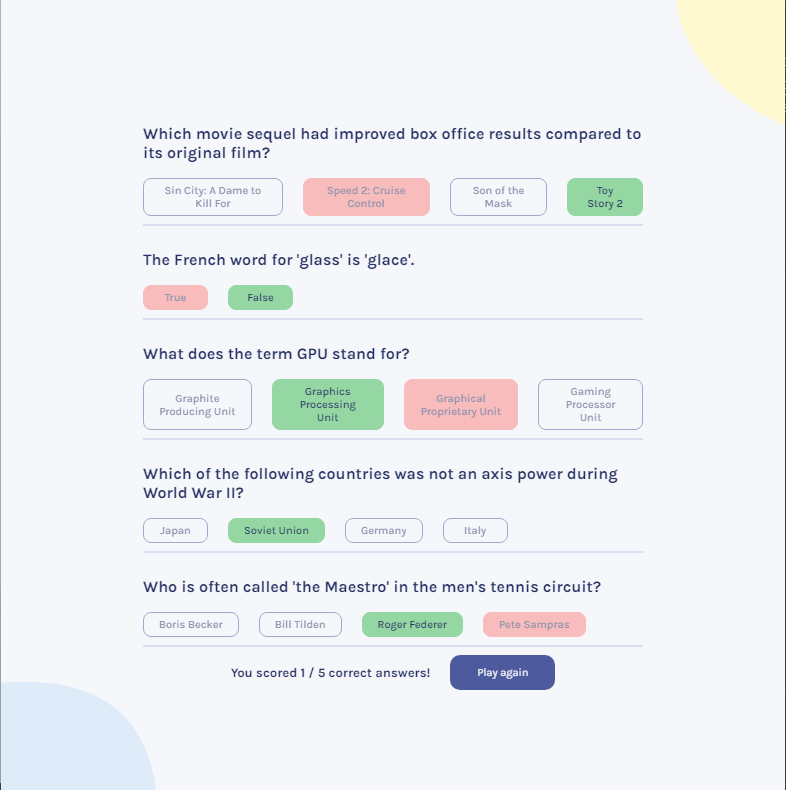 Which movie sequel had improved box office results compared to
its original film?
Sin City: A Dame to
Kill For
Speed 2: Cruise
Control
Son of the
Mask
Toy
Story 2
The French word for 'glass' is 'glace'.
True
False
What does the term GPU stand for?
Graphite
Producing Unit
Graphics
Processing
Unit
Graphical
Proprietary Unit
Gaming
Processor
Unit
Which of the following countries was not an axis power during
World War II?
Japan
Soviet Union
Germany
Italy
Who is often called 'the Maestro' in the men's tennis circuit?
Boris Becker
Bill Tilden
Roger Federer
Pete Sampras
You scored 1 / 5 correct answers!
Play again